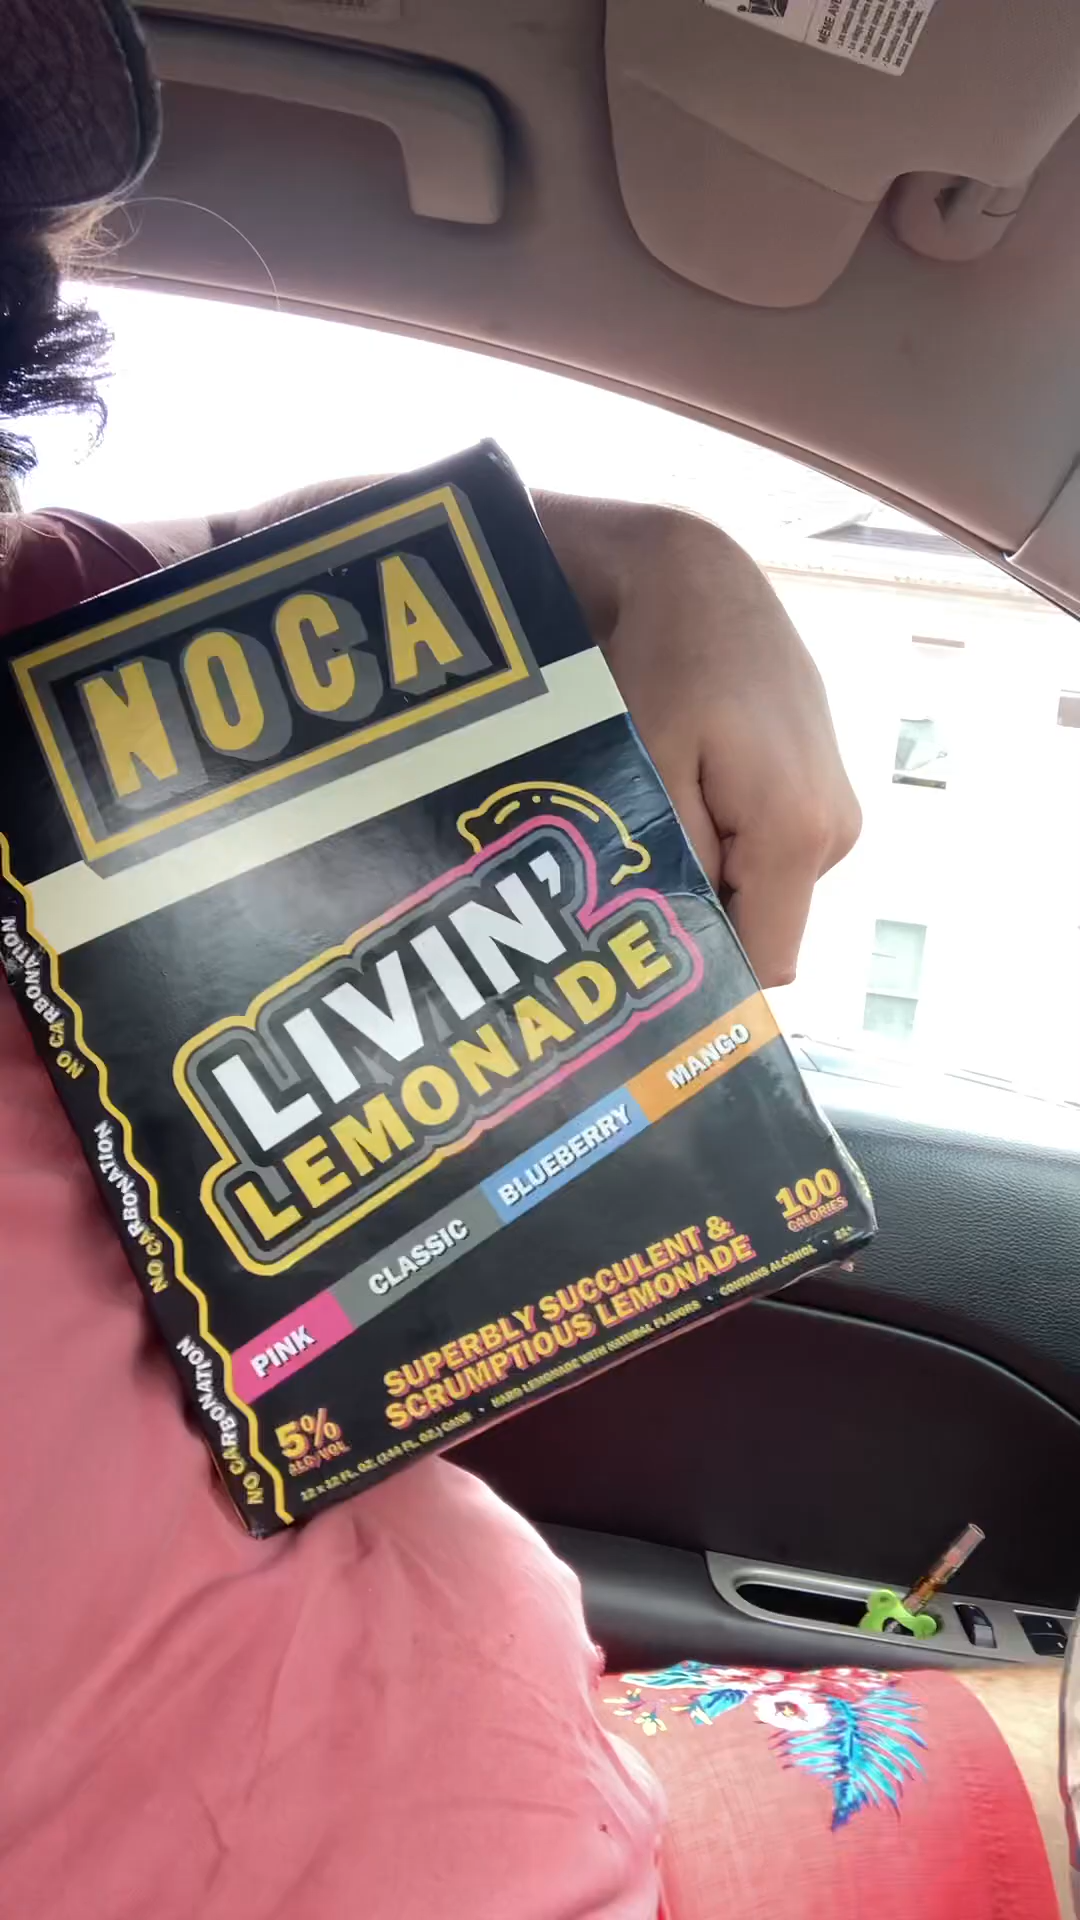 NOCA
LIVIN'
LEMONADE
PINK CLASSIC BLUEBERRY MANGO
SUPERBLY SUCCULENT &
SCRUMPTIOUS LEMONADE
100
CALORIES
5%
ALC/VOL
12 x 12 FL. OZ. (144 FL. OZ.) CANS • HARD LEMONADE WITH NATURAL FLAVORS • CONTAINS ALCOHOL • 21+
NO CARBONATION
NO CARBONATION
NO CARBONATION